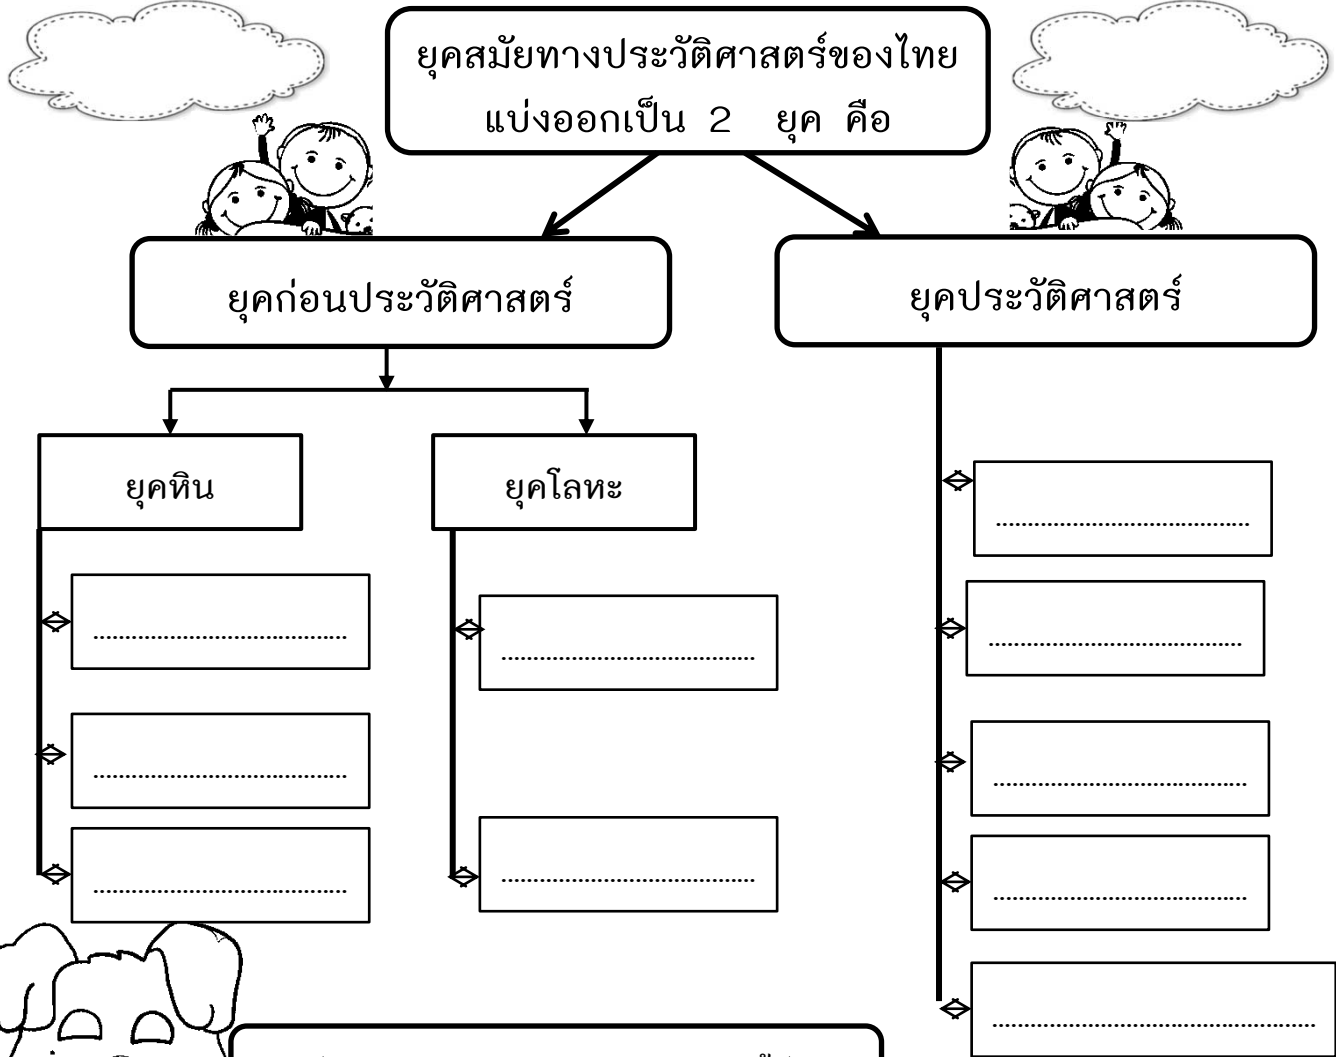 ยุคสมัยทางประวัติศาสตร์ของไทย
แบ่งออกเป็น 2 ยุค คือ
ยุคก่อนประวัติศาสตร์
ยุคประวัติศาสตร์
ยุคหิน
ยุคโลหะ